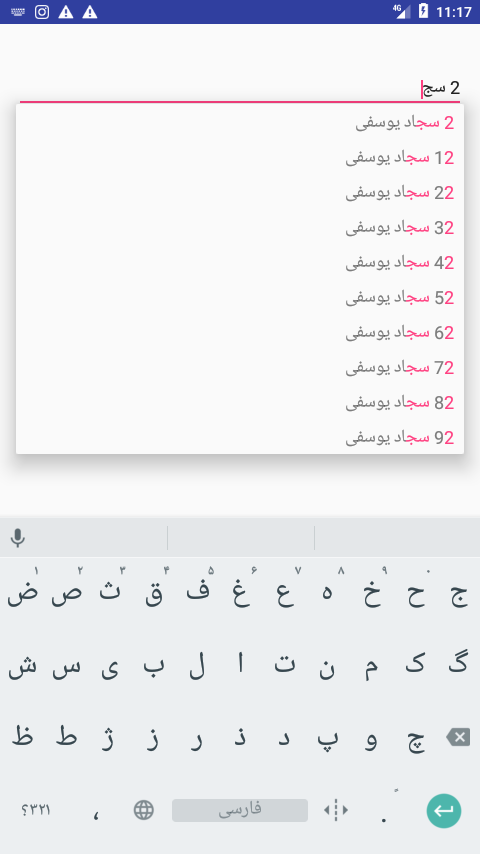 4G 11:17
2 سج
2 سجاد یوسفی
12 سجاد یوسفی
22 سجاد یوسفی
32 سجاد یوسفی
42 سجاد یوسفی
52 سجاد یوسفی
62 سجاد یوسفی
72 سجاد یوسفی
82 سجاد یوسفی
92 سجاد یوسفی
۱ ۲ ۳ ۴ ۵ ۶ ۷ ۸ ۹ ۰
ض ص ث ق ف غ ع ه خ ح ج
ش س ی ب ل ا ت ن م ک گ
ظ ط ژ ز ر ذ د پ و چ
۳۲۱؟ ، فارسی .